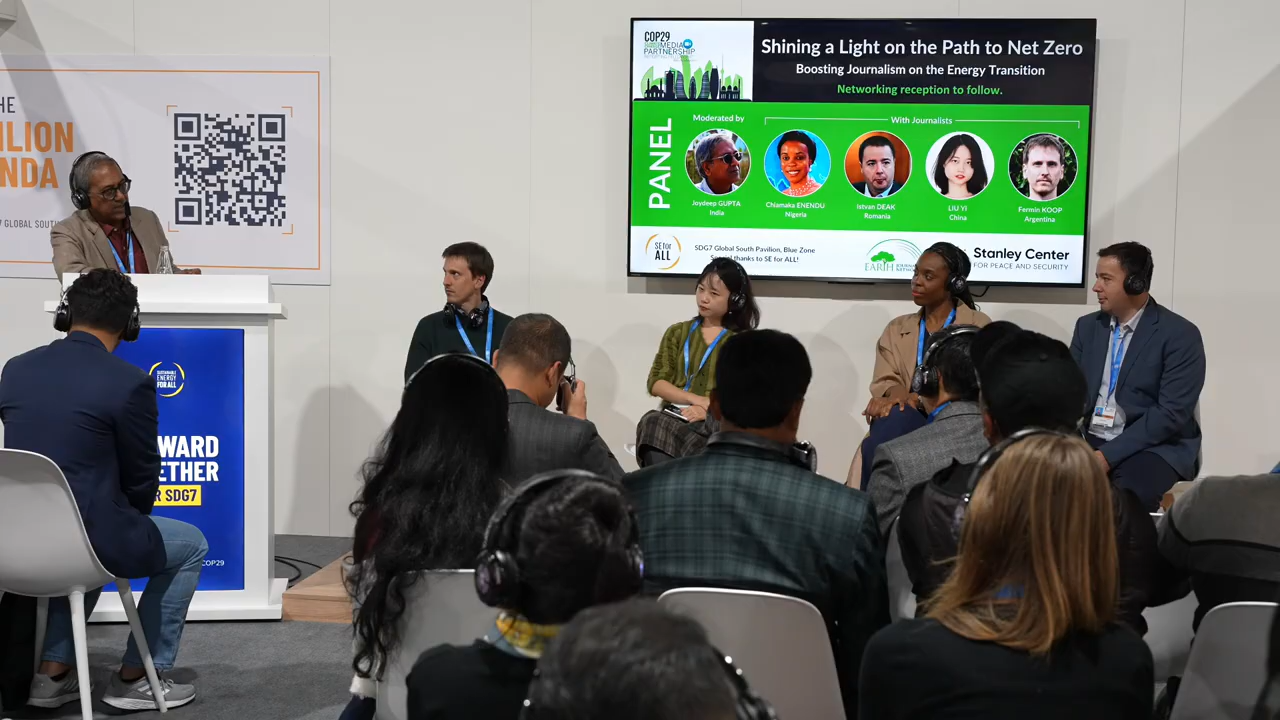 HE
ILION
NDA
7 GLOBAL SOUTH
SUSTAINABLE
ENERGY
FOR ALL
WARD
ETHER
R SDG7
COP29
COP29
MEDIA
PARTNERSHIP
Shining a Light on the Path to Net Zero
Boosting Journalism on the Energy Transition
Networking reception to follow.
PANEL
Moderated by
With Journalists
Joydeep GUPTA
India
Chiamaka ENENDU
Nigeria
Istvan DEAK
Romania
LIU Yi
China
Fermin KOOP
Argentina
SE for
ALL
SDG7 Global South Pavilion, Blue Zone
Special thanks to SE for ALL!
EARTH
Stanley Center
FOR PEACE AND SECURITY